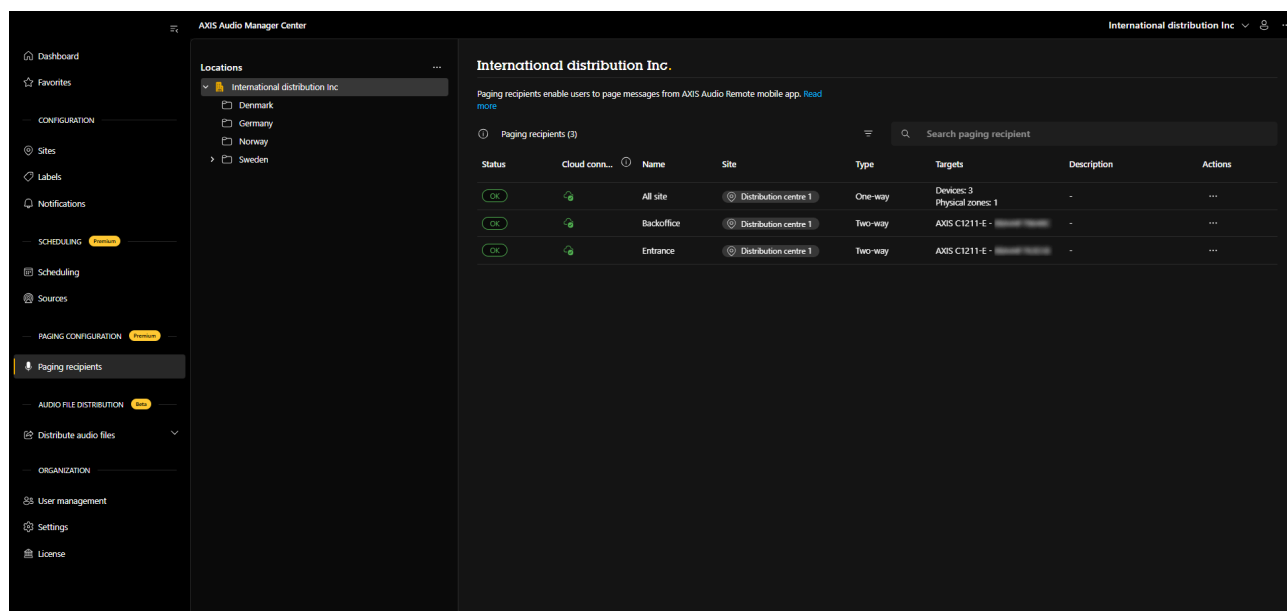 AXIS Audio Manager Center
International distribution Inc
Dashboard
Favorites
CONFIGURATION
Sites
Labels
Notifications
SCHEDULING Premium
Scheduling
Sources
PAGING CONFIGURATION Premium
Paging recipients
AUDIO FILE DISTRIBUTION Beta
Distribute audio files
ORGANIZATION
User management
Settings
License
Locations
International distribution Inc
Denmark
Germany
Norway
Sweden
International distribution Inc.
Paging recipients enable users to page messages from AXIS Audio Remote mobile app. Read
more
Paging recipients (3)
Search paging recipient
Status Cloud conn... Name Site Type Targets Description Actions
OK All site Distribution centre 1 One-way Devices: 3
Physical zones: 1 -
OK Backoffice Distribution centre 1 Two-way AXIS C1211-E - -
OK Entrance Distribution centre 1 Two-way AXIS C1211-E - -